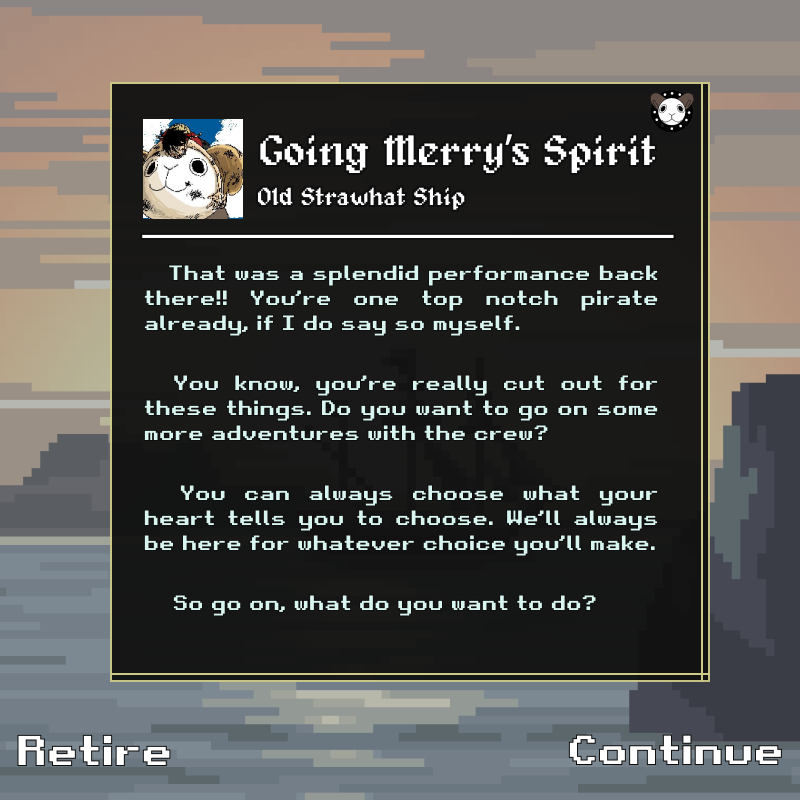 Going Merry's Spirit
Old Strawhat Ship
That was a splendid performance back
there!! You're one top notch pirate
already, if I do say so myself.
You know, you're really cut out for
these things. Do you want to go on some
more adventures with the crew?
You can always choose what your
heart tells you to choose. We'll always
be here for whatever choice you'll make.
So go on, what do you want to do?
Retire
Continue